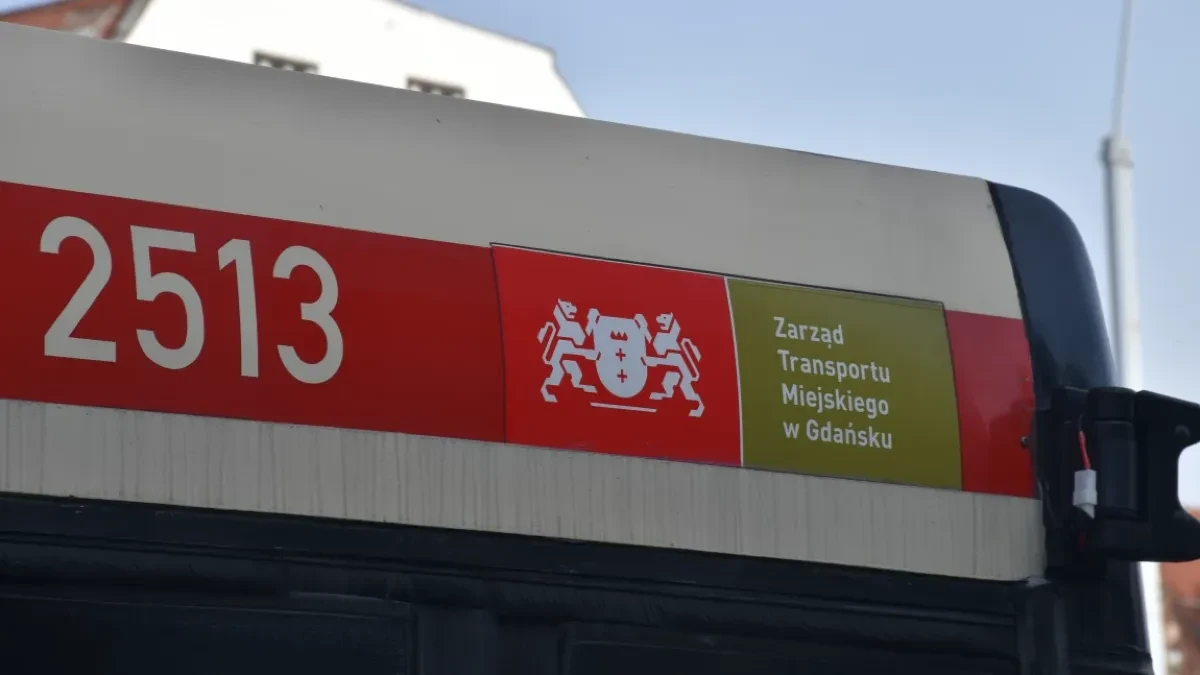 2513
Zarząd
Transportu
Miejskiego
w Gdańsku